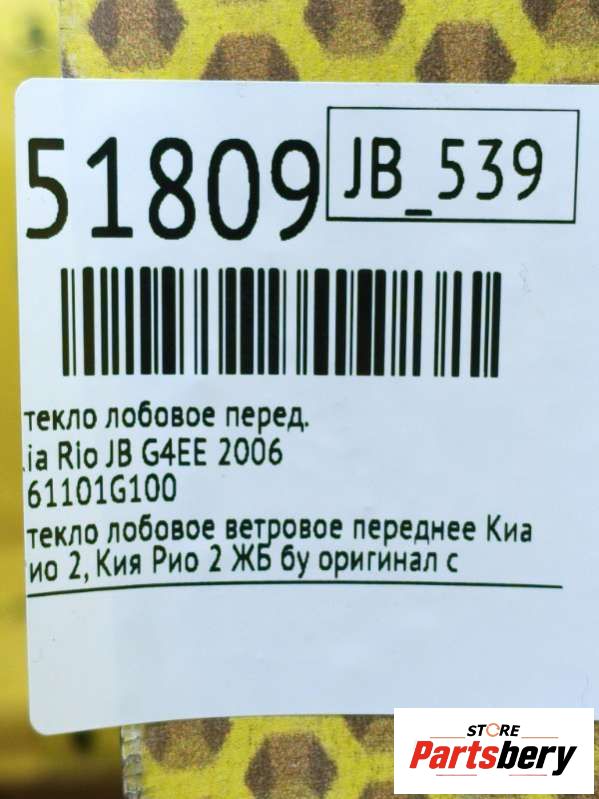 51809
JB_539
текло лобовое перед.
ia Rio JB G4EE 2006
61101G100
текло лобовое ветровое переднее Киа
ио 2, Кия Рио 2 ЖБ бу оригинал с
STORE
Partsbery